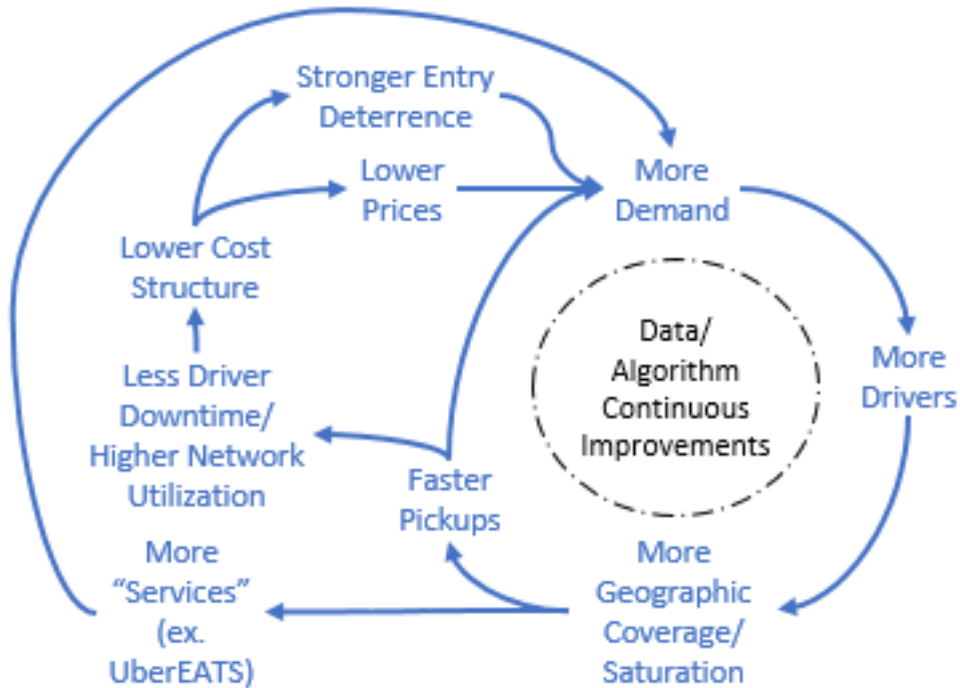 Stronger Entry
Deterrence
Lower
Prices
More
Demand
Lower Cost
Structure
Data/
Algorithm
Continuous
Improvements
More
Drivers
Less Driver
Downtime/
Higher Network
Utilization
Faster
Pickups
More
"Services"
(ex.
UberEATS)
More
Geographic
Coverage/
Saturation